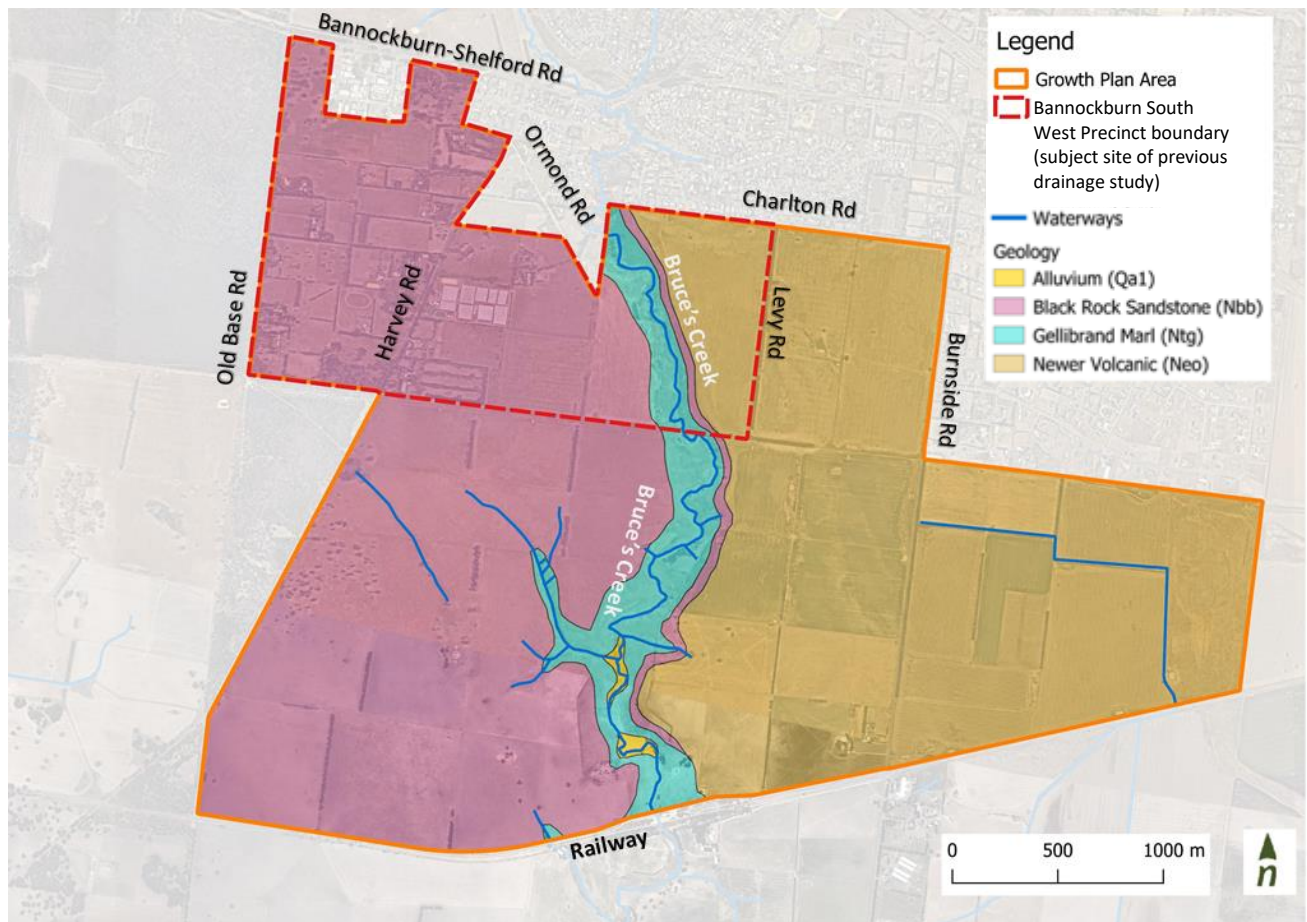 Bannockburn-Shelford Rd
Legend
Growth Plan Area
Bannockburn South
West Precinct boundary
(subject site of previous
drainage study)
Waterways
Geology
Alluvium (Qa1)
Black Rock Sandstone (Nbb)
Gellibrand Marl (Ntg)
Newer Volcanic (Neo)
Ormond Rd
Charlton Rd
Old Base Rd
Harvey Rd
Bruce's Creek
Levy Rd
Burnside Rd
Bruce's Creek
Railway
0 500 1000 m
n